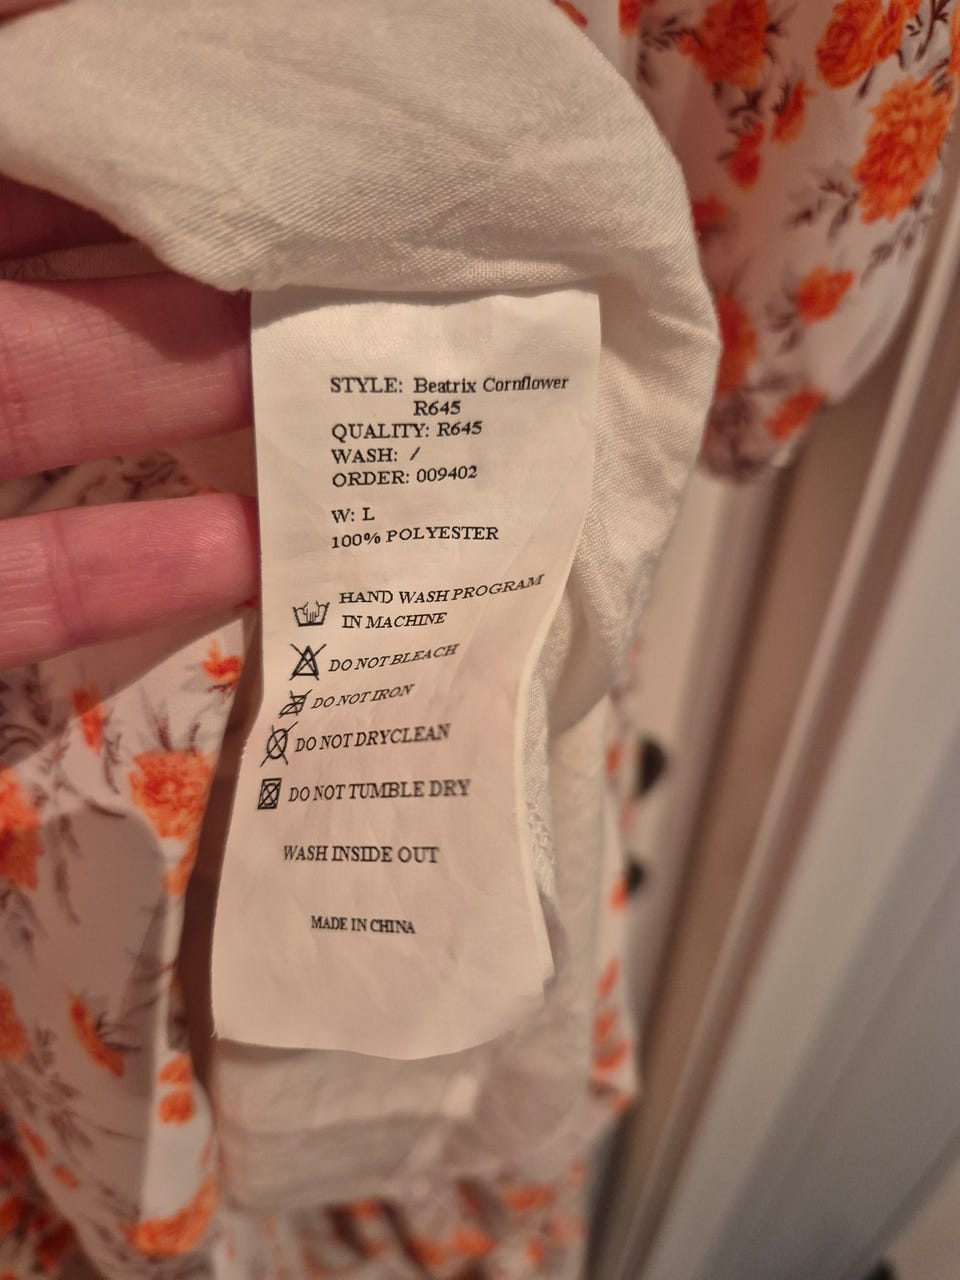 STYLE: Beatrix Cornflower
R645
QUALITY: R645
WASH: /
ORDER: 009402
W: L
100% POLYESTER
HAND WASH PROGRAM
IN MACHINE
DO NOT BLEACH
DO NOT IRON
DO NOT DRYCLEAN
DO NOT TUMBLE DRY
WASH INSIDE OUT
MADE IN CHINA